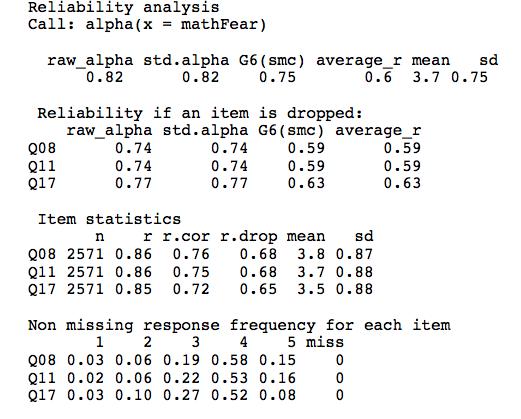 Reliability analysis
Call: alpha(x = mathFear)
raw_alpha std.alpha G6(smc) average_r mean sd
0.82 0.82 0.75 0.6 3.7 0.75
Reliability if an item is dropped:
raw_alpha std.alpha G6(smc) average_r
Q08 0.74 0.74 0.59 0.59
Q11 0.74 0.74 0.59 0.59
Q17 0.77 0.77 0.63 0.63
Item statistics
n r r.cor r.drop mean sd
Q08 2571 0.86 0.76 0.68 3.8 0.87
Q11 2571 0.86 0.75 0.68 3.7 0.88
Q17 2571 0.85 0.72 0.65 3.5 0.88
Non missing response frequency for each item
1 2 3 4 5 miss
Q08 0.03 0.06 0.19 0.58 0.15 0
Q11 0.02 0.06 0.22 0.53 0.16 0
Q17 0.03 0.10 0.27 0.52 0.08 0